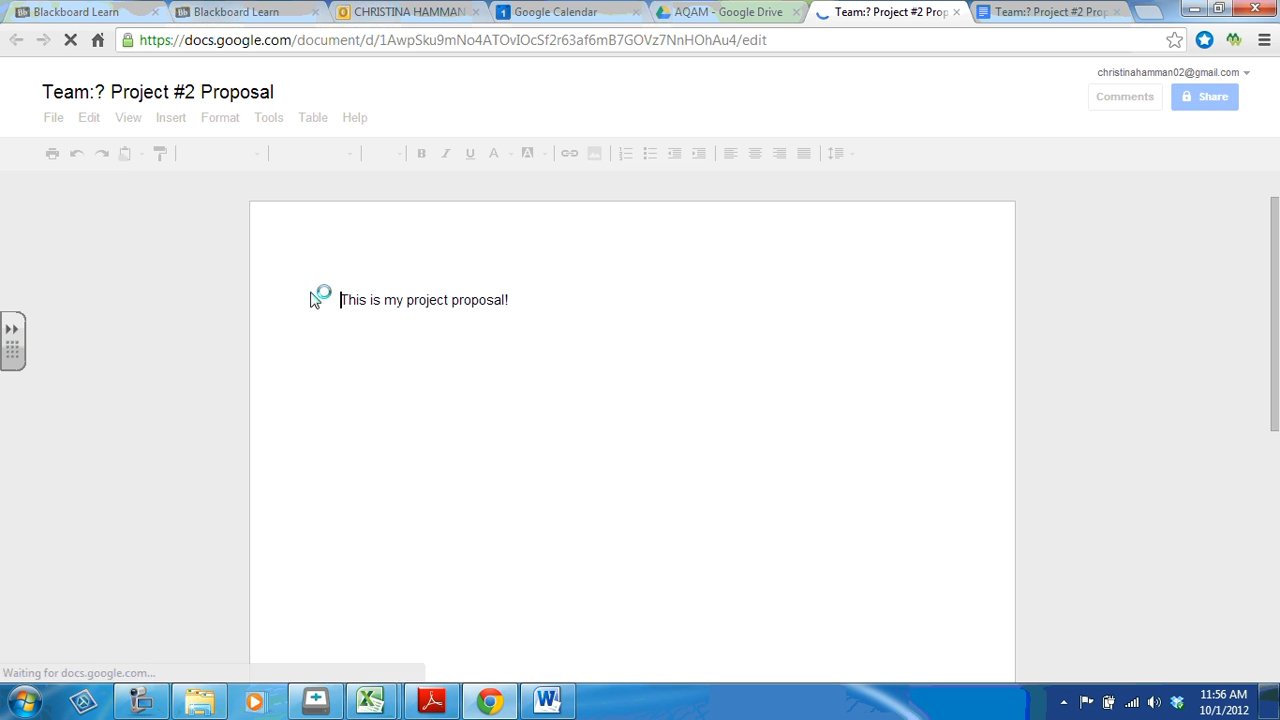 Blackboard Learn
Blackboard Learn
CHRISTINA HAMMAN
Google Calendar
AQAM - Google Drive
Team:? Project #2 Prop
Team:? Project #2 Prop
https://docs.google.com/document/d/1AwpSku9mNo4ATOvIOcSf2r63af6mB7GOVz7NnHOhAu4/edit
christinahamman02@gmail.com
Team:? Project #2 Proposal
Comments
Share
File Edit View Insert Format Tools Table Help
B I U A A
This is my project proposal!
Waiting for docs.google.com...
11:56 AM
10/1/2012